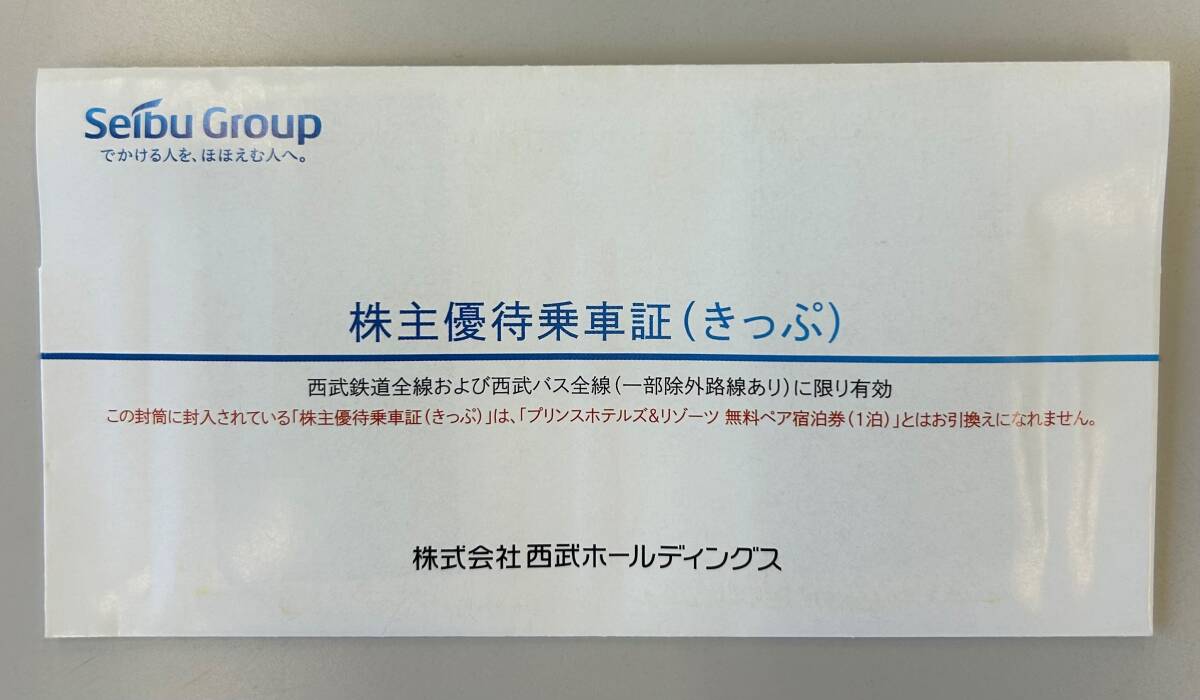 Seibu Group
でかける人を、ほほえむ人へ。
株主優待乗車証(きっぷ)
西武鉄道全線および西武バス全線(一部除外路線あり)に限り有効
この封筒に封入されている「株主優待乗車証(きっぷ)」は、「プリンスホテルズ&リゾーツ 無料ペア宿泊券(1泊)」とはお引換えになれません。
株式会社西武ホールディングス